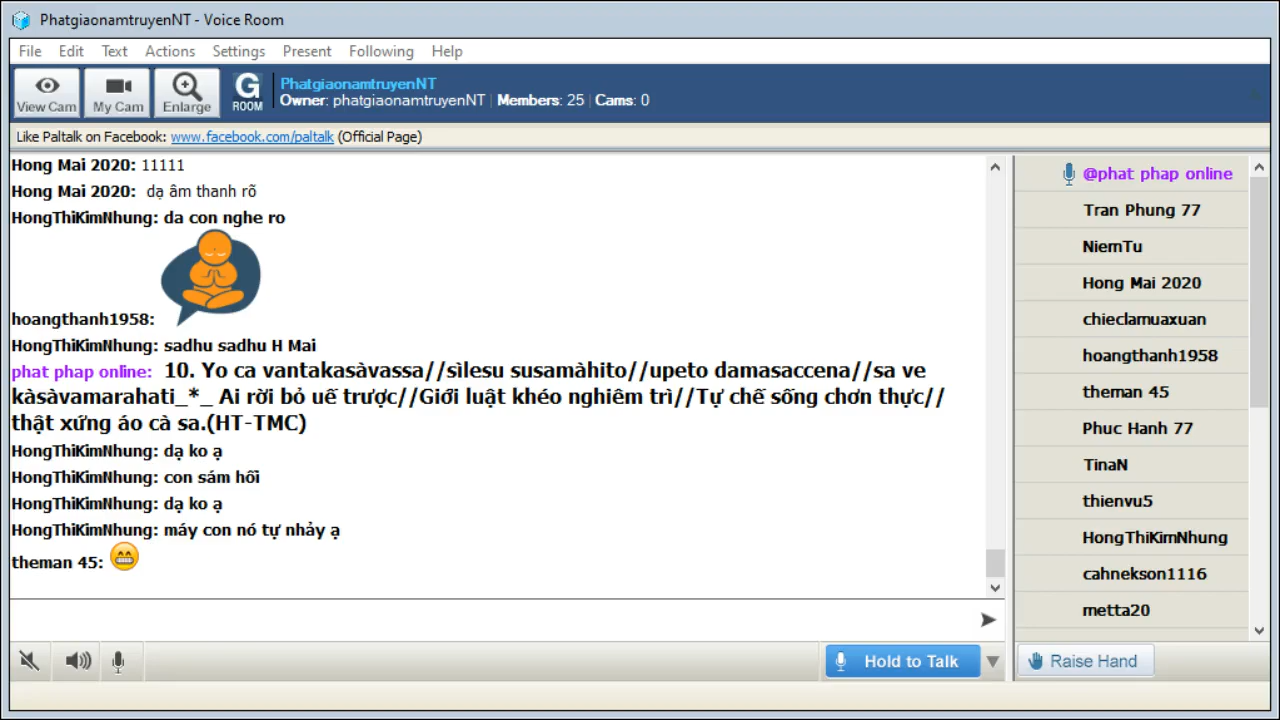 PhatgiaonamtruyenNT - Voice Room
File Edit Text Actions Settings Present Following Help
View Cam My Cam Enlarge G ROOM
PhatgiaonamtruyenNT
Owner: phatgiaonamtruyenNT | Members: 25 | Cams: 0
Like Paltalk on Facebook: www.facebook.com/paltalk (Official Page)
Hong Mai 2020: 11111
Hong Mai 2020: dạ âm thanh rõ
HongThiKimNhung: da con nghe ro
hoangthanh1958:
HongThiKimNhung: sadhu sadhu H Mai
phat phap online: 10. Yo ca vantakasàvassa//sìlesu susamàhito//upeto damasaccena//sa ve
kàsàvamarahati_*_ Ai rời bỏ uế trược//Giới luật khéo nghiêm trì//Tự chế sống chơn thực//
thật xứng áo cà sa.(HT-TMC)
HongThiKimNhung: dạ ko ạ
HongThiKimNhung: con sám hối
HongThiKimNhung: dạ ko ạ
HongThiKimNhung: máy con nó tự nhảy ạ
theman 45:
@phat phap online
Tran Phung 77
NiemTu
Hong Mai 2020
chieclamuaxuan
hoangthanh1958
theman 45
Phuc Hanh 77
TinaN
thienvu5
HongThiKimNhung
cahnekson1116
metta20
Hold to Talk
Raise Hand